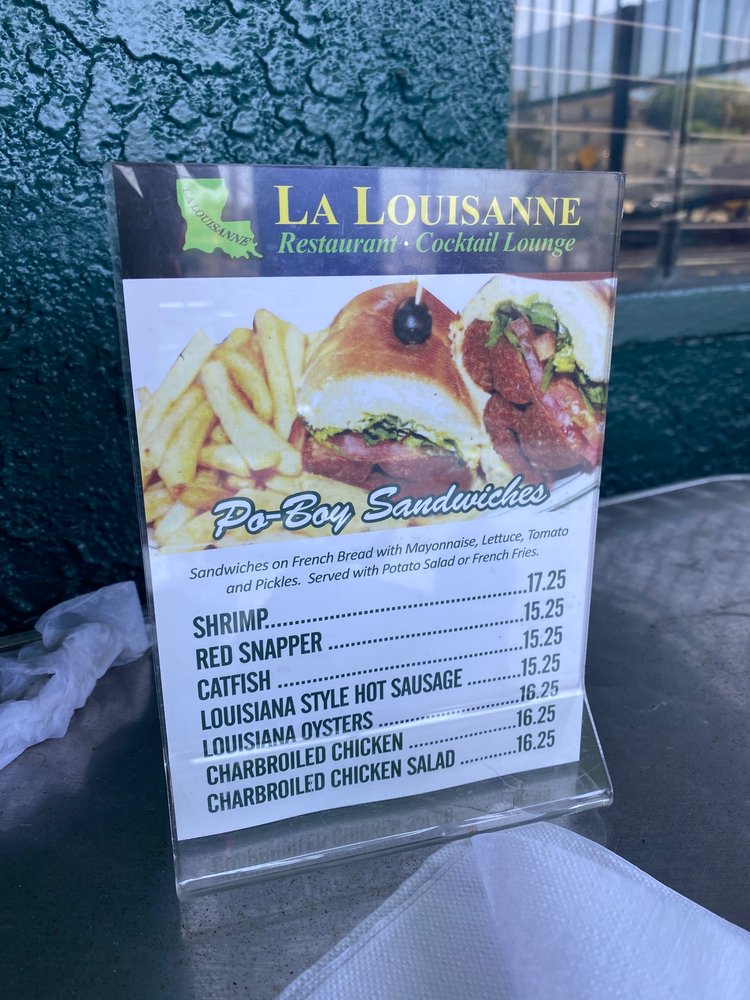 LA LOUISANNE
LA LOUISANNE
Restaurant · Cocktail Lounge
Po-Boy Sandwiches
Sandwiches on French Bread with Mayonnaise, Lettuce, Tomato
and Pickles. Served with Potato Salad or French Fries.
SHRIMP.......................................................17.25
RED SNAPPER ..........................................15.25
CATFISH ......................................................15.25
LOUISIANA STYLE HOT SAUSAGE ..........15.25
LOUISIANA OYSTERS ..............................16.25
CHARBROILED CHICKEN .......................16.25
CHARBROILED CHICKEN SALAD ............16.25